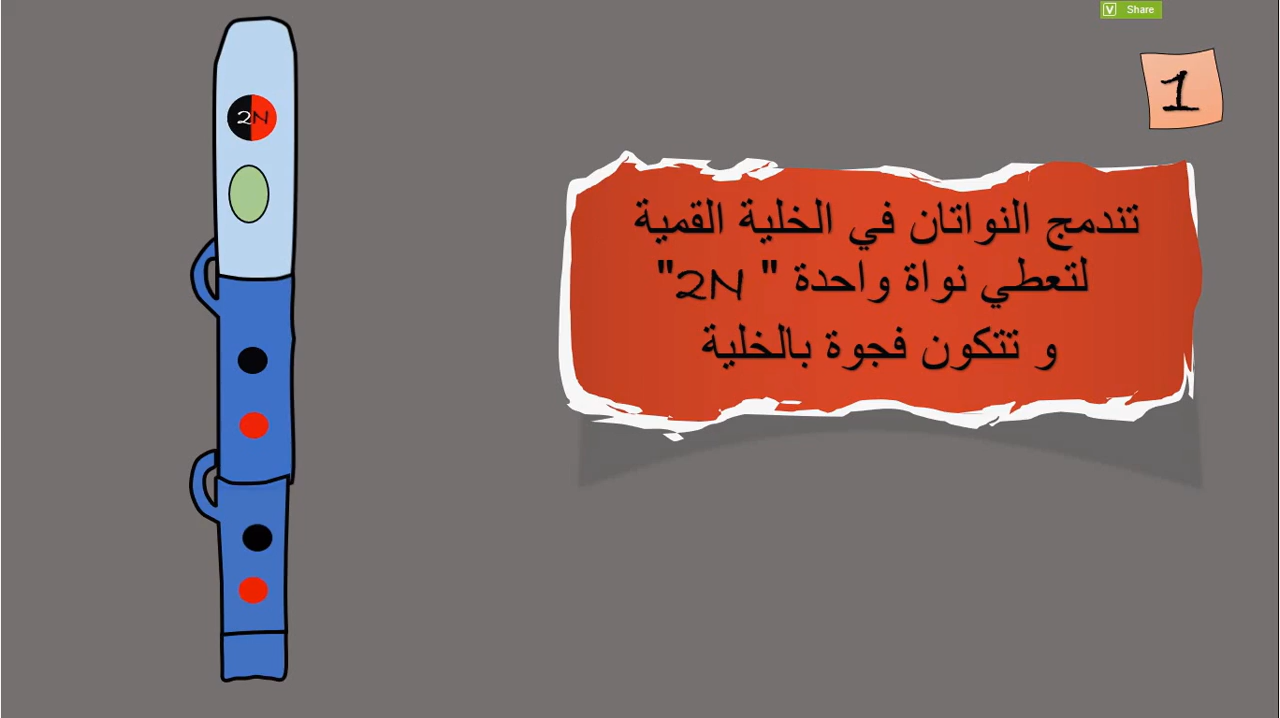 V Share
1
2N
تندمج النواتان في الخلية القمية
لتعطي نواة واحدة " 2N"
و تتكون فجوة بالخلية